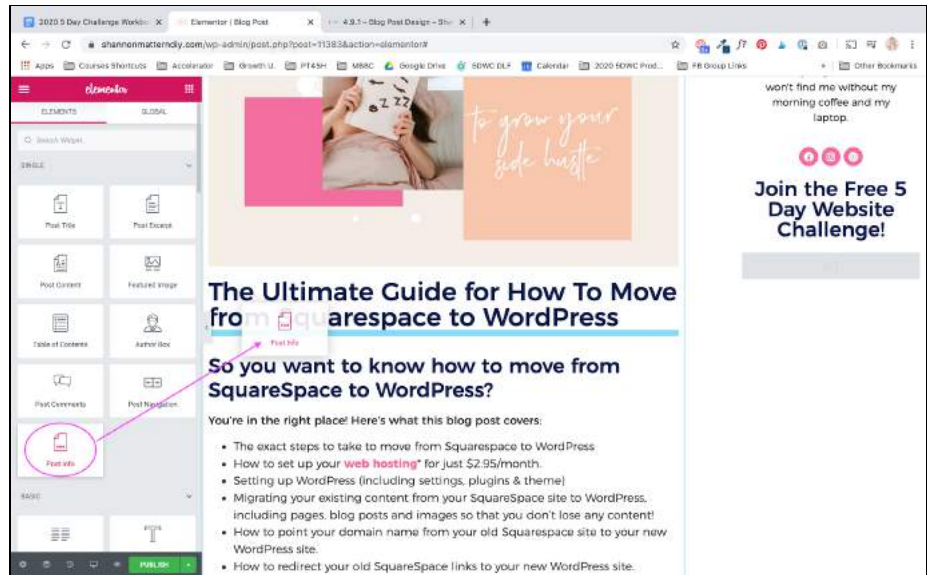 2020 5 Day Challenge Workb
Elementor | Blog Post
4.9.1 – Blog Post Design – Sha
shannonmatterndiy.com/wp-admin/post.php?post=11383&action=elementor#
Apps
Courses Shortcuts
Accelerator
Growth U.
PT4SH
MBBC
Google Drive
5DWC DLF
Calendar
2020 5DWC Prod...
FB Group Links
»
Other Bookmarks
elementor
ELEMENTS
GLOBAL
Search Widget...
SINGLE
Post Title
Post Excerpt
Post Content
Featured Image
Table of Contents
Author Box
Post Comments
Post Navigation
Post Info
BASIC
PUBLISH
to grow your
side hustle
The Ultimate Guide for How To Move
from Squarespace to WordPress
Post Info
So you want to know how to move from
SquareSpace to WordPress?
You're in the right place! Here's what this blog post covers:
• The exact steps to take to move from Squarespace to WordPress
• How to set up your web hosting* for just $2.95/month.
• Setting up WordPress (including settings, plugins & theme)
• Migrating your existing content from your SquareSpace site to WordPress,
including pages, blog posts and images so that you don't lose any content!
• How to point your domain name from your old Squarespace site to your new
WordPress site.
• How to redirect your old SquareSpace links to your new WordPress site.
won't find me without my
morning coffee and my
laptop.
Join the Free 5
Day Website
Challenge!